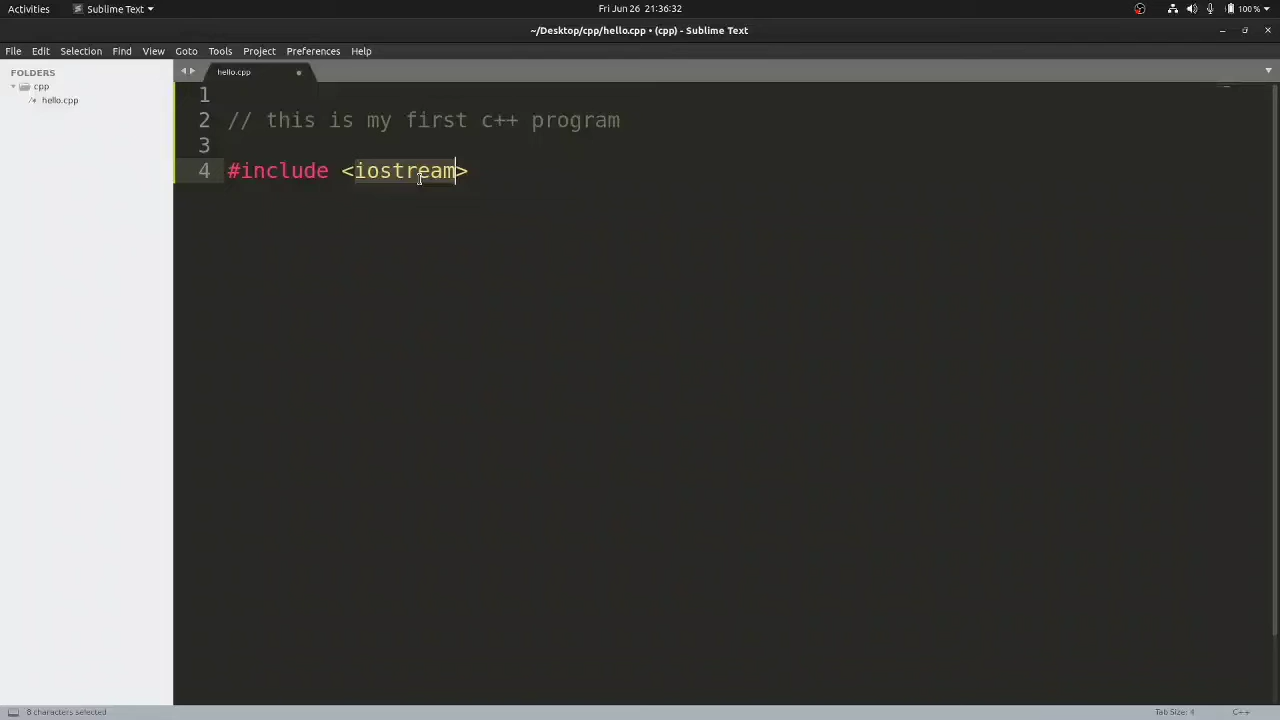 Activities Sublime Text Fri Jun 26 21:36:32 100 %
~/Desktop/cpp/hello.cpp • (cpp) - Sublime Text
File Edit Selection Find View Goto Tools Project Preferences Help
FOLDERS
cpp
hello.cpp
hello.cpp
1
2 // this is my first c++ program
3
4 #include <iostream>
8 characters selected Tab Size: 4 C++